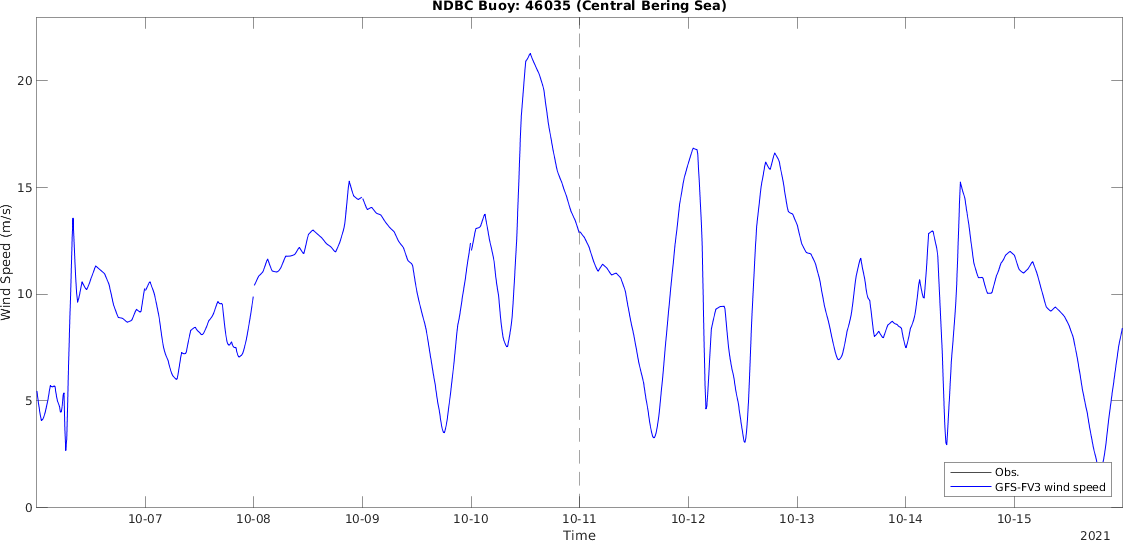 NDBC Buoy: 46035 (Central Bering Sea)
Wind Speed (m/s)
20
15
10
5
0
10-07 10-08 10-09 10-10 10-11 10-12 10-13 10-14 10-15
Time
2021
Obs.
GFS-FV3 wind speed